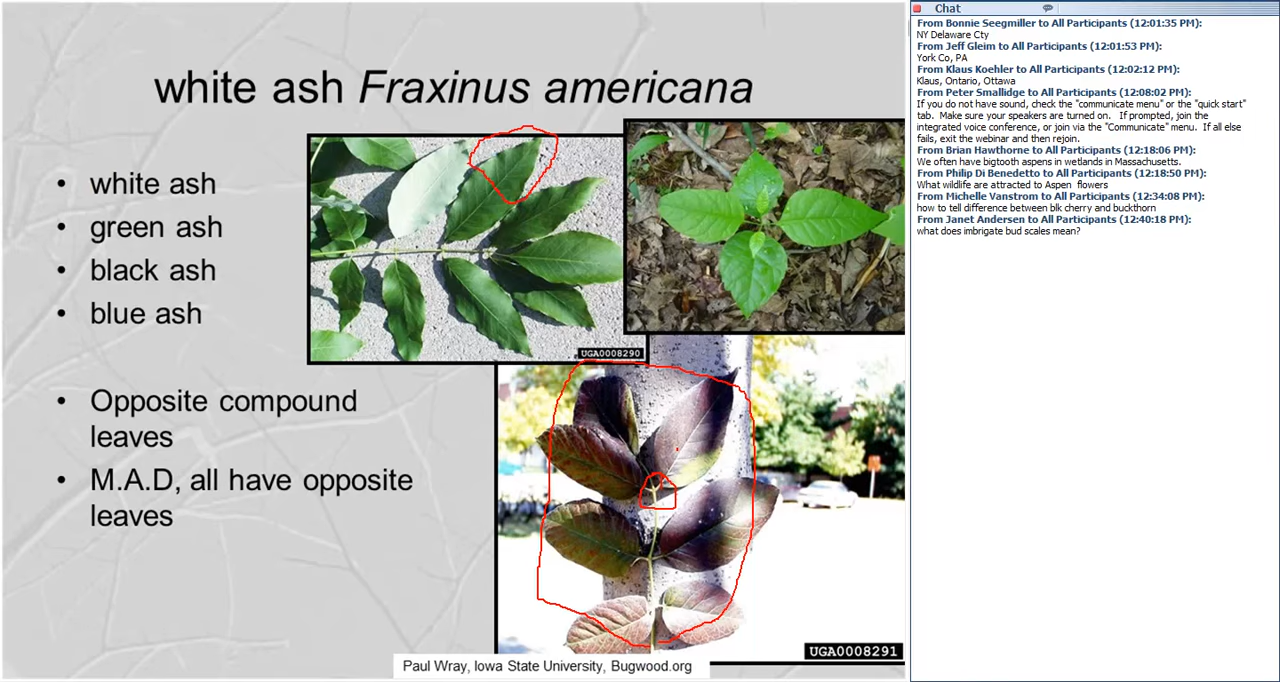 white ash Fraxinus americana
• white ash
• green ash
• black ash
• blue ash
• Opposite compound
leaves
• M.A.D, all have opposite
leaves
UGA0008290
UGA0008291
Paul Wray, Iowa State University, Bugwood.org
Chat
From Bonnie Seegmiller to All Participants (12:01:35 PM):
NY Delaware Cty
From Jeff Gleim to All Participants (12:01:53 PM):
York Co, PA
From Klaus Koehler to All Participants (12:02:12 PM):
Klaus, Ontario, Ottawa
From Peter Smallidge to All Participants (12:08:02 PM):
If you do not have sound, check the "communicate menu" or the "quick start"
tab. Make sure your speakers are turned on. If prompted, join the
integrated voice conference, or join via the "Communicate" menu. If all else
fails, exit the webinar and then rejoin.
From Brian Hawthorne to All Participants (12:18:06 PM):
We often have bigtooth aspens in wetlands in Massachusetts.
From Philip Di Benedetto to All Participants (12:18:50 PM):
What wildlife are attracted to Aspen flowers
From Michelle Vanstrom to All Participants (12:34:08 PM):
how to tell difference between blk cherry and buckthorn
From Janet Andersen to All Participants (12:40:18 PM):
what does imbrigate bud scales mean?